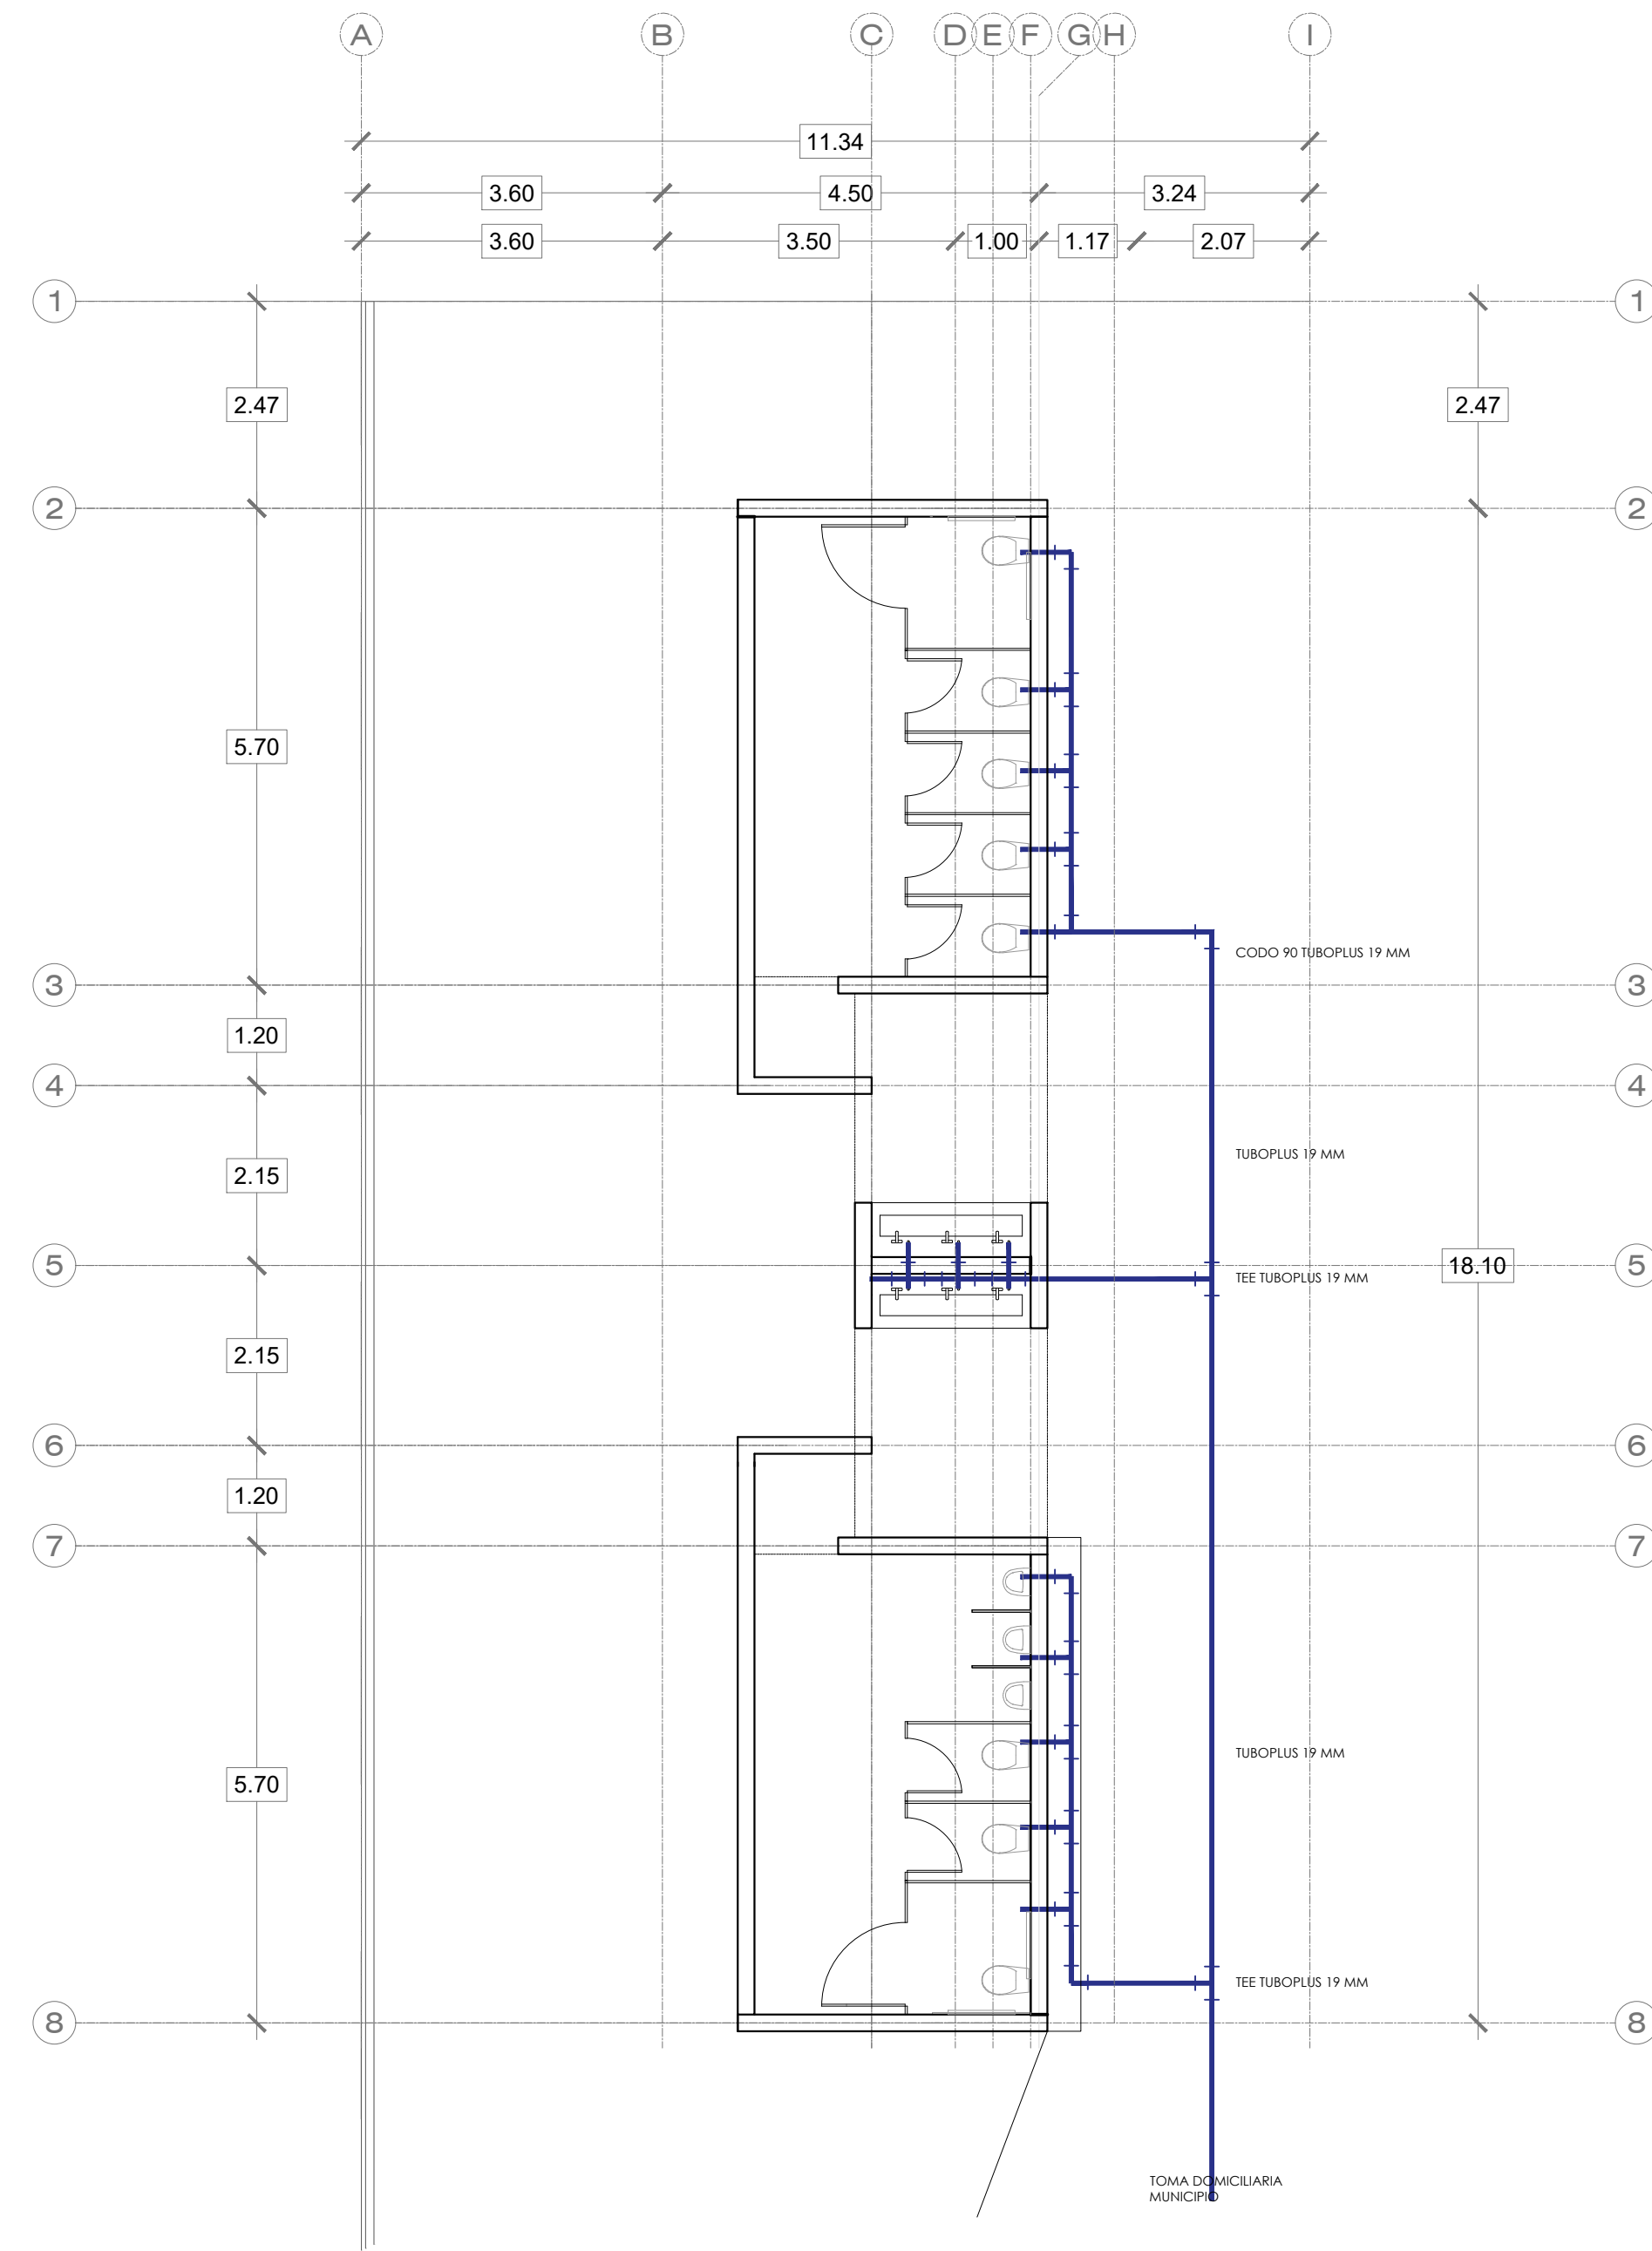 A B C D E F G H I
11.34
3.60 4.50 3.24
3.60 3.50 1.00 1.17 2.07
1 1
2.47 2.47
2 2
5.70
CODO 90 TUBOPLUS 19 MM
3 3
1.20
4 4
TUBOPLUS 19 MM
2.15
5 18.10 5
TEE TUBOPLUS 19 MM
2.15
6 6
1.20
7 7
TUBOPLUS 19 MM
5.70
TEE TUBOPLUS 19 MM
8 8
TOMA DOMICILIARIA
MUNICIPIO